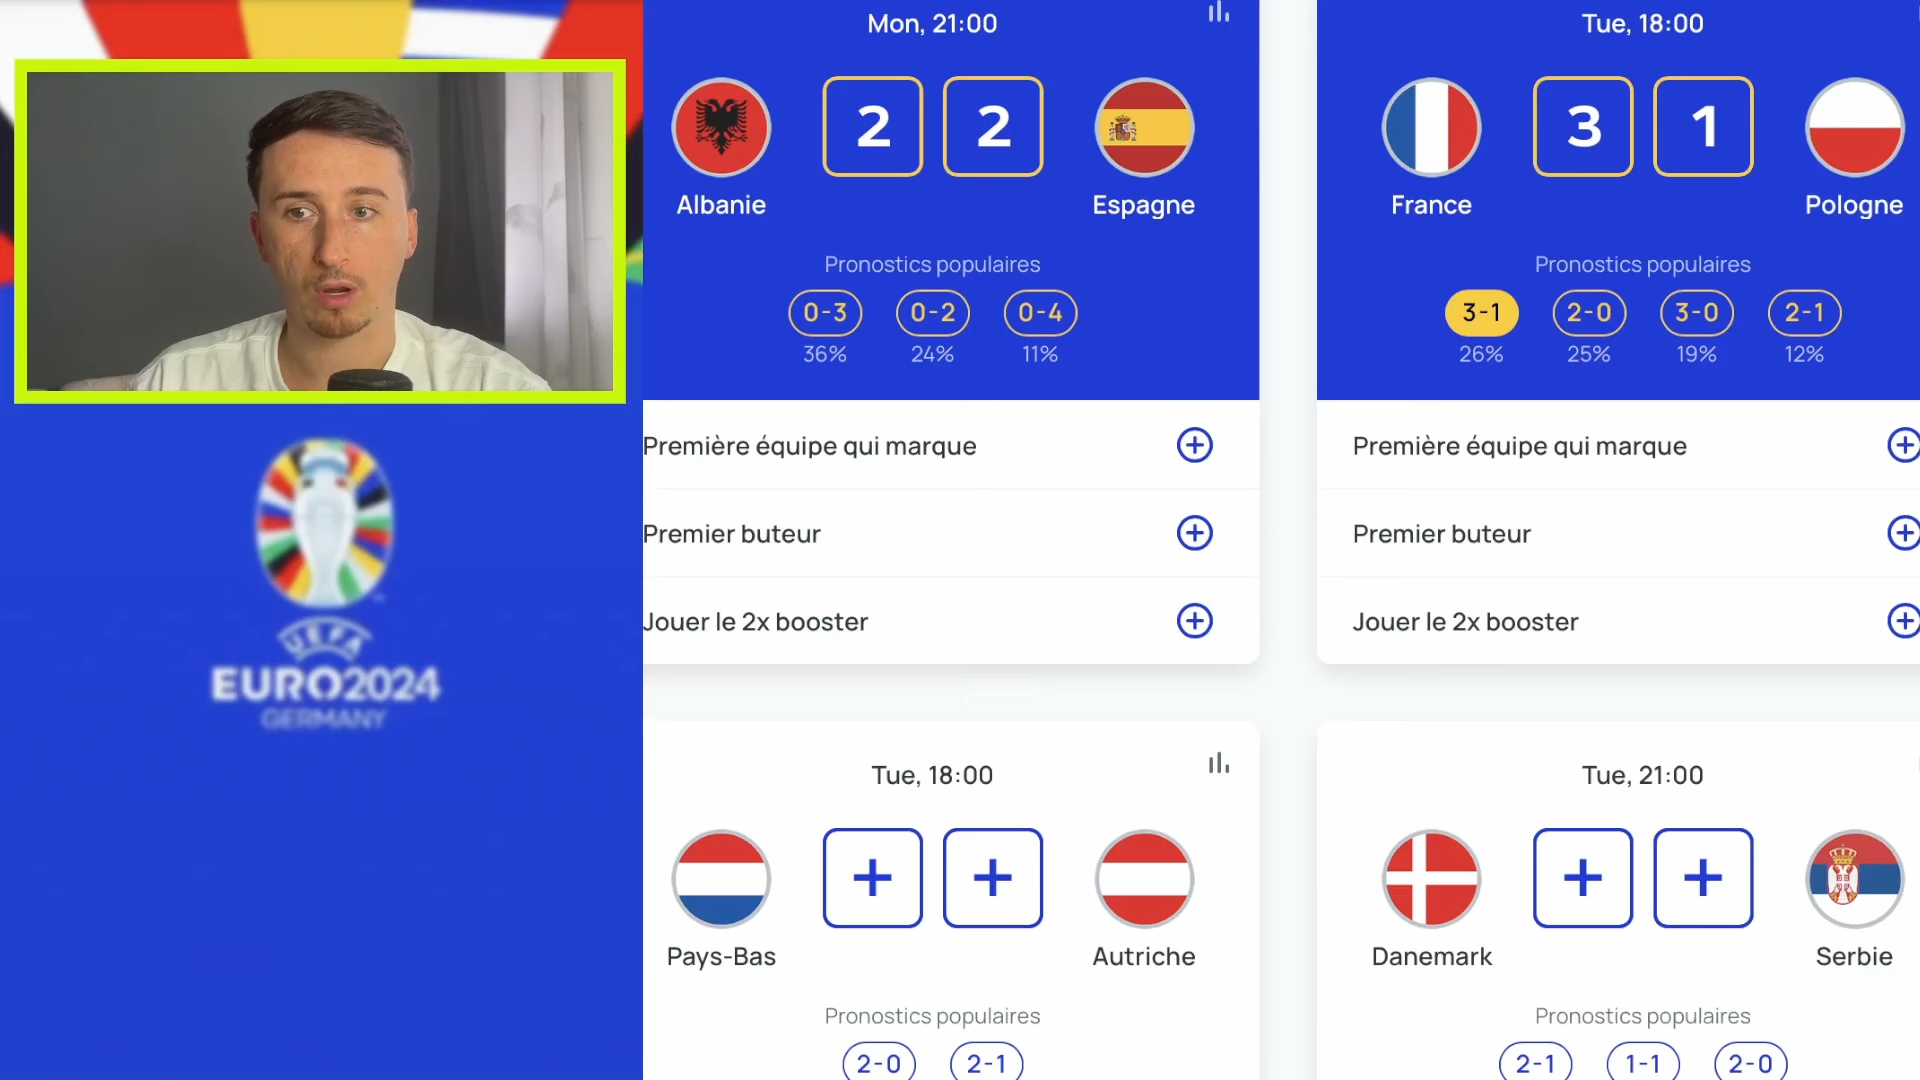 UEFA
EURO2024
GERMANY
Mon, 21:00
2 2
Albanie
Espagne
Pronostics populaires
0-3 0-2 0-4
36% 24% 11%
Première équipe qui marque
Premier buteur
Jouer le 2x booster
Tue, 18:00
3 1
France
Pologne
Pronostics populaires
3-1 2-0 3-0 2-1
26% 25% 19% 12%
Première équipe qui marque
Premier buteur
Jouer le 2x booster
Tue, 18:00
+ +
Pays-Bas
Autriche
Pronostics populaires
2-0 2-1
Tue, 21:00
+ +
Danemark
Serbie
Pronostics populaires
2-1 1-1 2-0